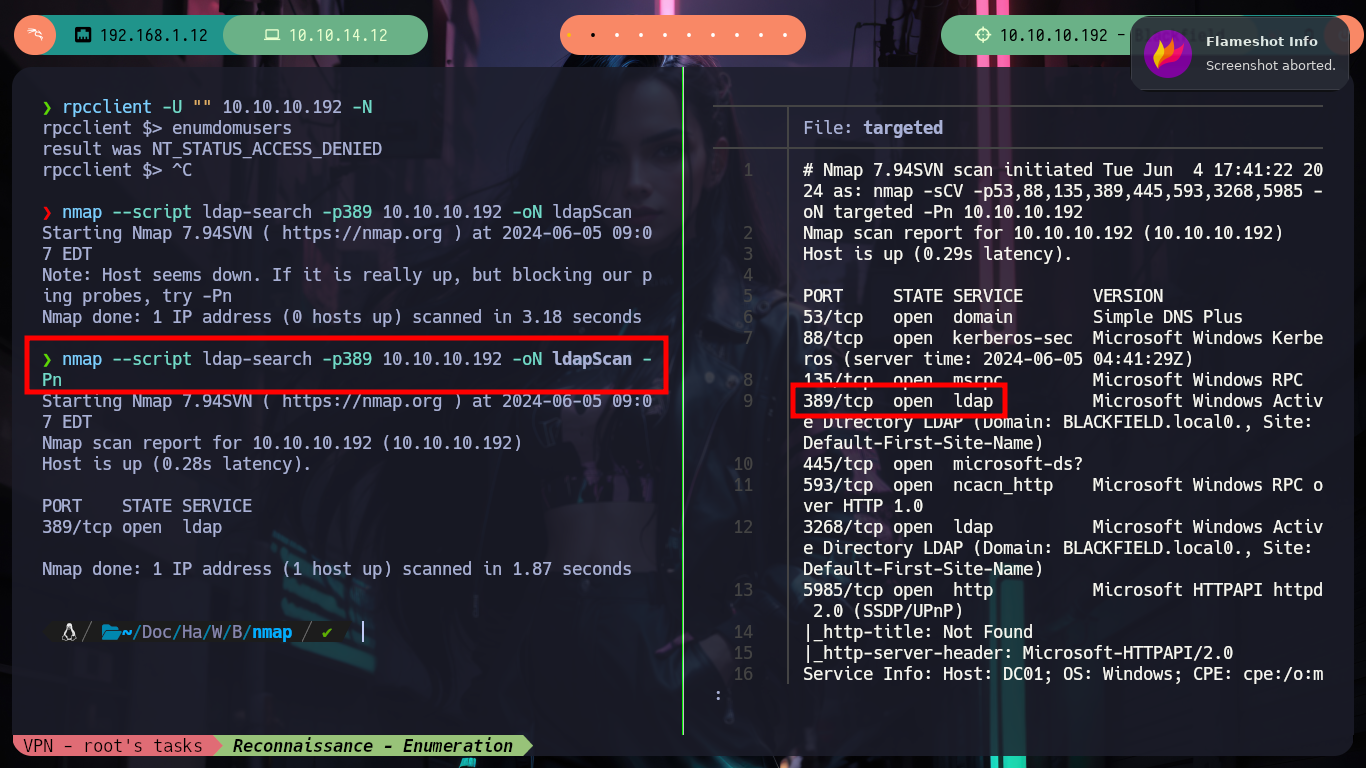 192.168.1.12
10.10.14.12
10.10.10.192 -
Flameshot Info
Screenshot aborted.
❯ rpcclient -U "" 10.10.10.192 -N
rpcclient $> enumdomusers
result was NT_STATUS_ACCESS_DENIED
rpcclient $> ^C
❯ nmap --script ldap-search -p389 10.10.10.192 -oN ldapScan
Starting Nmap 7.94SVN ( https://nmap.org ) at 2024-06-05 09:0
7 EDT
Note: Host seems down. If it is really up, but blocking our p
ing probes, try -Pn
Nmap done: 1 IP address (0 hosts up) scanned in 3.18 seconds
❯ nmap --script ldap-search -p389 10.10.10.192 -oN ldapScan -
Pn
Starting Nmap 7.94SVN ( https://nmap.org ) at 2024-06-05 09:0
7 EDT
Nmap scan report for 10.10.10.192 (10.10.10.192)
Host is up (0.28s latency).
PORT    STATE SERVICE
389/tcp open  ldap
Nmap done: 1 IP address (1 host up) scanned in 1.87 seconds
~/Doc/Ha/W/B/nmap / ✔
File: targeted
1 # Nmap 7.94SVN scan initiated Tue Jun  4 17:41:22 20
24 as: nmap -sCV -p53,88,135,389,445,593,3268,5985 -
oN targeted -Pn 10.10.10.192
2 Nmap scan report for 10.10.10.192 (10.10.10.192)
3 Host is up (0.29s latency).
4
5 PORT     STATE SERVICE       VERSION
6 53/tcp   open  domain        Simple DNS Plus
7 88/tcp   open  kerberos-sec  Microsoft Windows Kerbe
ros (server time: 2024-06-05 04:41:29Z)
8 135/tcp  open  msrpc         Microsoft Windows RPC
9 389/tcp  open  ldap          Microsoft Windows Activ
e Directory LDAP (Domain: BLACKFIELD.local0., Site:
Default-First-Site-Name)
10 445/tcp  open  microsoft-ds?
11 593/tcp  open  ncacn_http    Microsoft Windows RPC o
ver HTTP 1.0
12 3268/tcp open  ldap          Microsoft Windows Activ
e Directory LDAP (Domain: BLACKFIELD.local0., Site:
Default-First-Site-Name)
13 5985/tcp open  http          Microsoft HTTPAPI httpd
2.0 (SSDP/UPnP)
14 |_http-title: Not Found
15 |_http-server-header: Microsoft-HTTPAPI/2.0
16 Service Info: Host: DC01; OS: Windows; CPE: cpe:/o:m
:
VPN - root's tasks
Reconnaissance - Enumeration